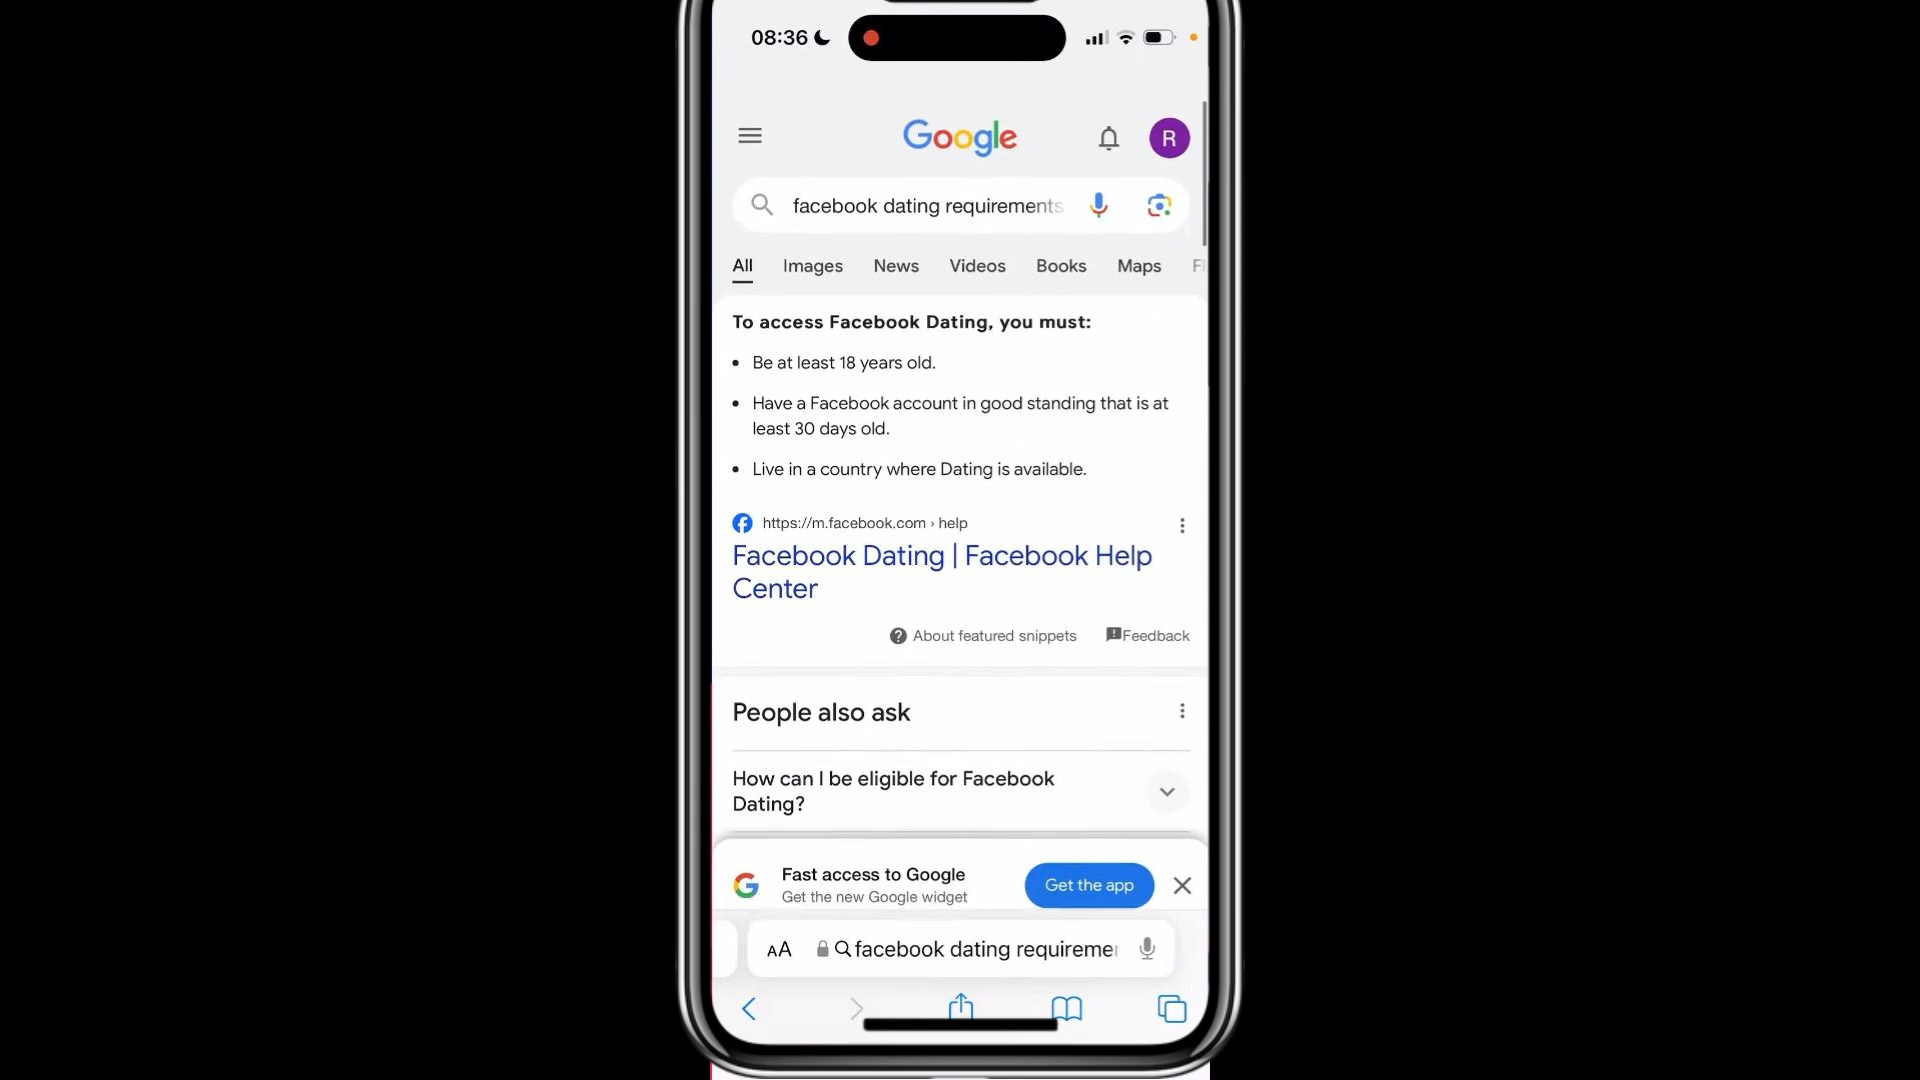 08:36
Google
R
facebook dating requirements
All Images News Videos Books Maps
To access Facebook Dating, you must:
• Be at least 18 years old.
• Have a Facebook account in good standing that is at
least 30 days old.
• Live in a country where Dating is available.
https://m.facebook.com › help
Facebook Dating | Facebook Help
Center
About featured snippets Feedback
People also ask
How can I be eligible for Facebook
Dating?
Fast access to Google
Get the new Google widget
Get the app
AA facebook dating requiremer